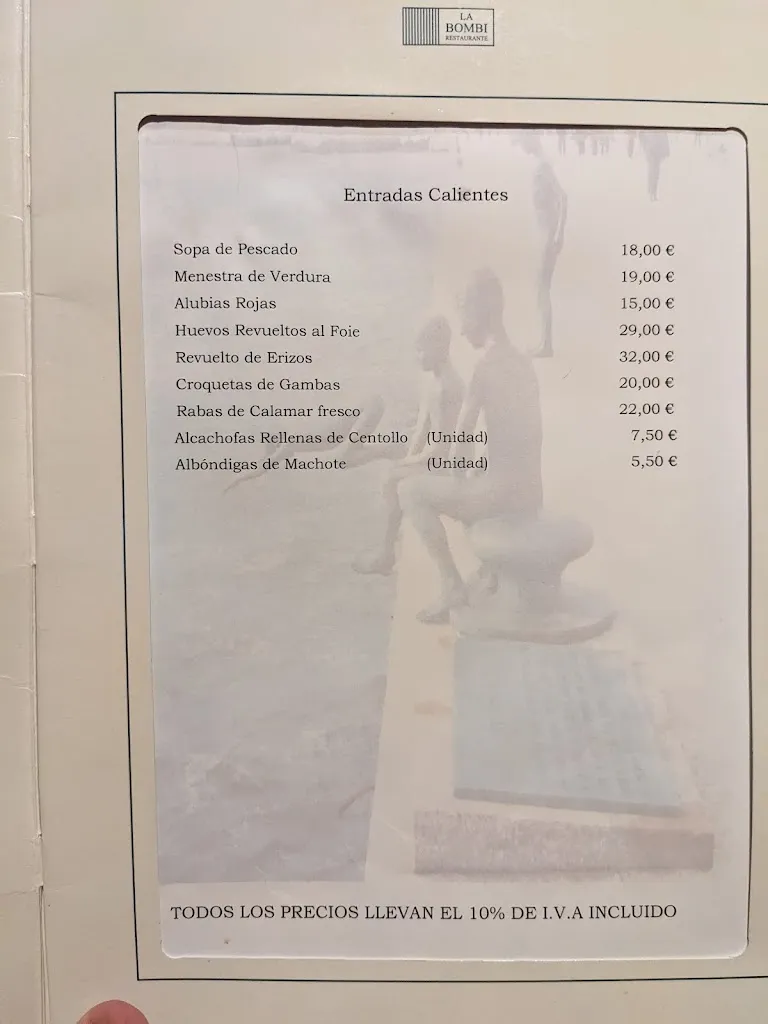 LA
BOMBI
RESTAURANTE
Entradas Calientes
Sopa de Pescado 18,00 €
Menestra de Verdura 19,00 €
Alubias Rojas 15,00 €
Huevos Revueltos al Foie 29,00 €
Revuelto de Erizos 32,00 €
Croquetas de Gambas 20,00 €
Rabas de Calamar fresco 22,00 €
Alcachofas Rellenas de Centollo (Unidad) 7,50 €
Albóndigas de Machote (Unidad) 5,50 €
TODOS LOS PRECIOS LLEVAN EL 10% DE I.V.A INCLUIDO